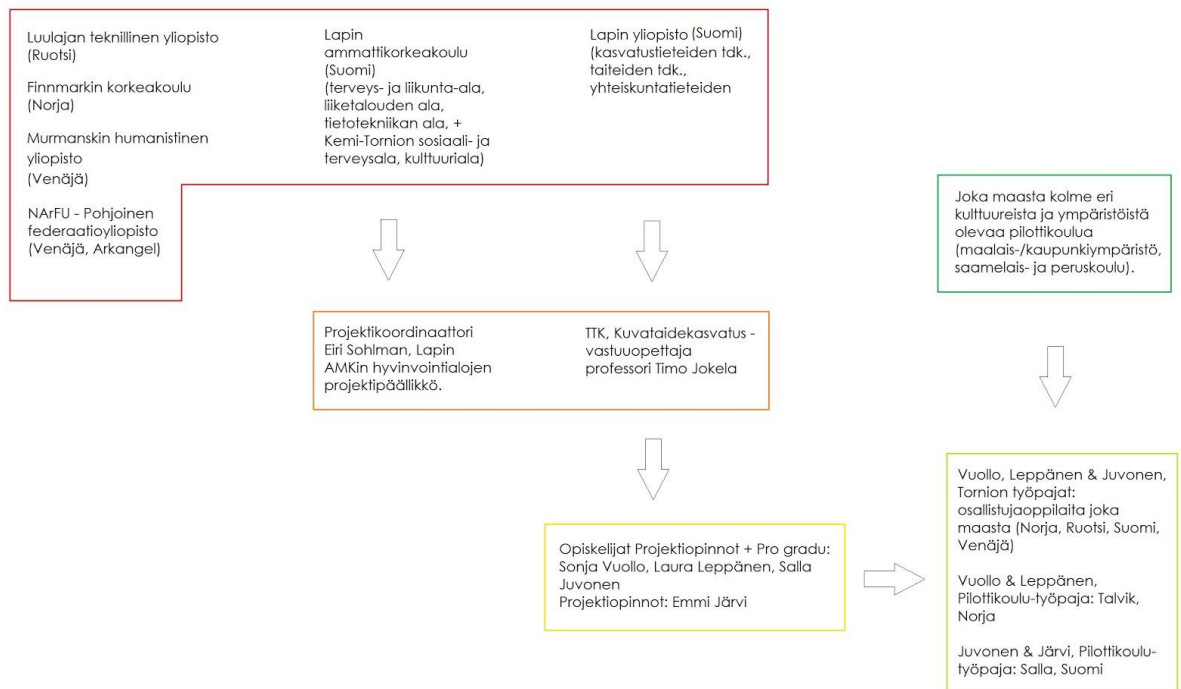 Luulajan teknillinen yliopisto
(Ruotsi)
Finnmarkin korkeakoulu
(Norja)
Murmanskin humanistinen
yliopisto
(Venäjä)
NArFU - Pohjoinen
federaatioyliopisto
(Venäjä, Arkangel)
Lapin
ammattikorkeakoulu
(Suomi)
(terveys- ja liikunta-ala,
liiketalouden ala,
tietotekniikan ala, +
Kemi-Tornion sosiaali- ja
terveysala, kulttuuriala)
Lapin yliopisto (Suomi)
(kasvatustieteiden tdk.,
taiteiden tdk.,
yhteiskuntatieteiden
Joka maasta kolme eri
kulttuureista ja ympäristöistä
olevaa pilottikoulua
(maalais-/kaupunkiympäristö,
saamelais- ja peruskoulu).
Projektikoordinaattori
Eiri Sohlman, Lapin
AMKin hyvinvointialojen
projektipäällikkö.
TTK, Kuvataidekasvatus -
vastuuopettaja
professori Timo Jokela
Opiskelijat Projektiopinnot + Pro gradu:
Sonja Vuollo, Laura Leppänen, Salla
Juvonen
Projektiopinnot: Emmi Järvi
Vuollo, Leppänen & Juvonen,
Tornion työpajat:
osallistujaoppilaita joka
maasta (Norja, Ruotsi, Suomi,
Venäjä)
Vuollo & Leppänen,
Pilottikoulu-työpaja: Talvik,
Norja
Juvonen & Järvi, Pilottikoulu-
työpaja: Salla, Suomi